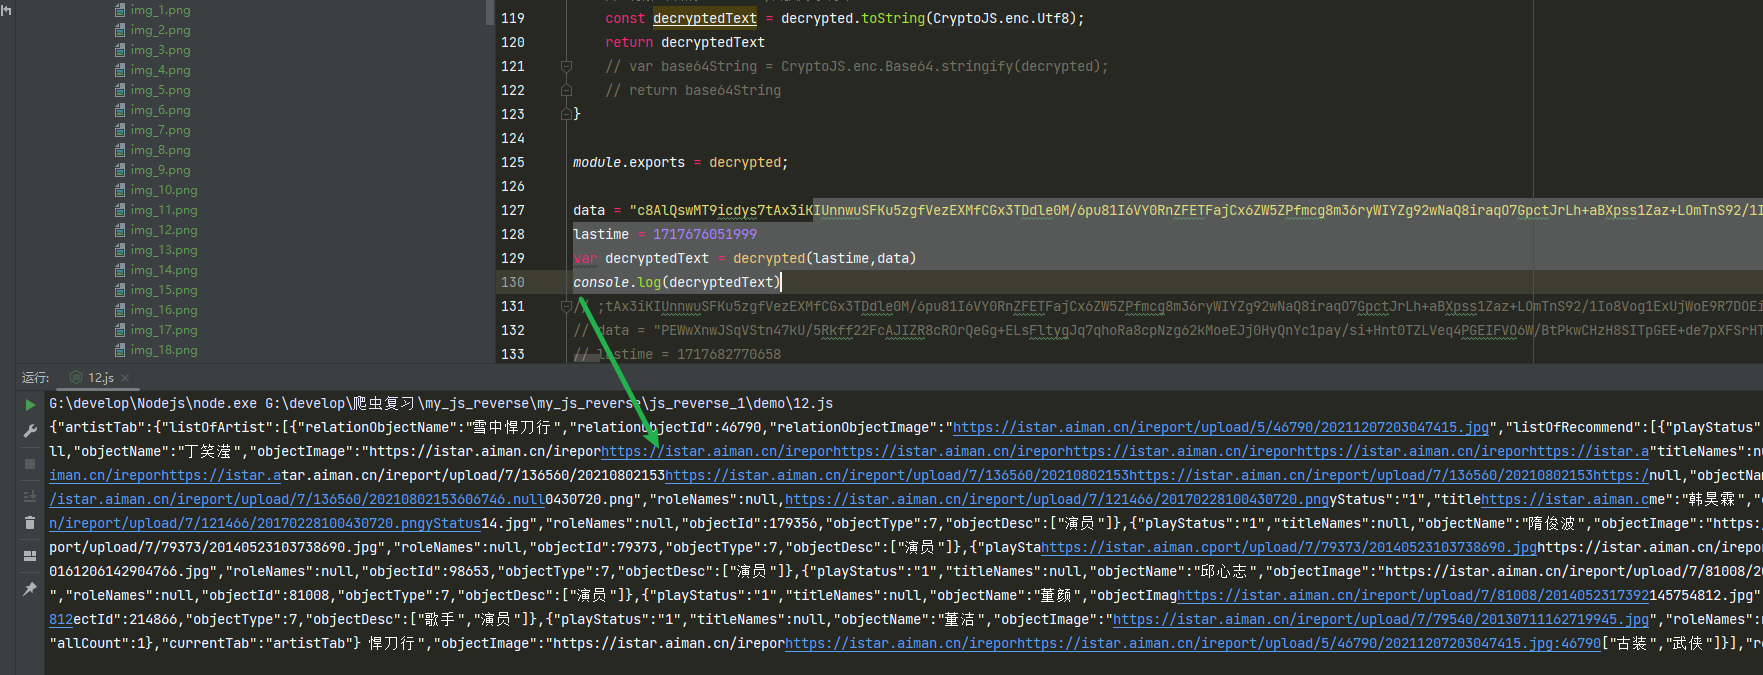 img_1.png
img_2.png
img_3.png
img_4.png
img_5.png
img_6.png
img_7.png
img_8.png
img_9.png
img_10.png
img_11.png
img_12.png
img_13.png
img_14.png
img_15.png
img_16.png
img_17.png
img_18.png
119 const decryptedText = decrypted.toString(CryptoJS.enc.Utf8);
120 return decryptedText
121 // var base64String = CryptoJS.enc.Base64.stringify(decrypted);
122 // return base64String
123 }
124
125 module.exports = decrypted;
126
127 data = "c8AlQswMT9icdys7tAx3iKIUnnwuSFKu5zgfVezEXMfCGx3TDdle0M/6pu81I6VY0RnZFETFajCx6ZW5ZPfmcg8m36ryWIYZg92wNaQ8iraqO7GpctJrLh+aBXpss1Zaz+LOmTnS92/1I
128 lastime = 1717676051999
129 var decryptedText = decrypted(lastime,data)
130 console.log(decryptedText)
131 // ;tAx3iKIUnnwuSFKu5zgfVezEXMfCGx3TDdle0M/6pu81I6VY0RnZFETFajCx6ZW5ZPfmcg8m36ryWIYZg92wNaQ8iraqO7GpctJrLh+aBXpss1Zaz+LOmTnS92/1Io8Vog1ExUjWoE9R7DOEi
132 // data = "PEWwXnwJSqVStn47kU/5Rkff22FcAJIZR8cROrQeGg+ELsFltygJq7qhoRa8cpNzg62kMoeEJj0HyQnYc1pay/si+Hnt0TZLVeq4PGEIFVO6W/BtPkwCHzH8SITpGEE+de7pXFSrHT
133 // lastime = 1717682770658
运行: 12.js
G:\develop\Nodejs\node.exe G:\develop\爬虫复习\my_js_reverse\my_js_reverse\js_reverse_1\demo\12.js
{"artistTab":{"listOfArtist":[{"relationObjectName":"雪中悍刀行","relationObjectId":46790,"relationObjectImage":"https://istar.aiman.cn/ireport/upload/5/46790/20211207203047415.jpg","listOfRecommend":[{"playStatus"
ll,"objectName":"丁笑滢","objectImage":"https://istar.aiman.cn/ireporhttps://istar.aiman.cn/ireporhttps://istar.aiman.cn/ireporhttps://istar.aiman.cn/ireporhttps://istar.a"titleNames":nu
iman.cn/ireporhttps://istar.atar.aiman.cn/ireport/upload/7/136560/20210802153https://istar.aiman.cn/ireport/upload/7/136560/20210802153https://istar.aiman.cn/ireport/upload/7/136560/20210802153https:/null,"objectNam
/istar.aiman.cn/ireport/upload/7/136560/20210802153606746.null0430720.png","roleNames":null,https://istar.aiman.cn/ireport/upload/7/121466/20170228100430720.pngyStatus":"1","titlehttps://istar.aiman.cme":"韩昊霖","
n/ireport/upload/7/121466/20170228100430720.pngyStatus14.jpg","roleNames":null,"objectId":179356,"objectType":7,"objectDesc":["演员"]},{"playStatus":"1","titleNames":null,"objectName":"隋俊波","objectImage":"https:
port/upload/7/79373/20140523103738690.jpg","roleNames":null,"objectId":79373,"objectType":7,"objectDesc":["演员"]},{"playStahttps://istar.aiman.cport/upload/7/79373/20140523103738690.jpghttps://istar.aiman.cn/irepor
0161206142904766.jpg","roleNames":null,"objectId":98653,"objectType":7,"objectDesc":["演员"]},{"playStatus":"1","titleNames":null,"objectName":"邱心志","objectImage":"https://istar.aiman.cn/ireport/upload/7/81008/20
","roleNames":null,"objectId":81008,"objectType":7,"objectDesc":["演员"]},{"playStatus":"1","titleNames":null,"objectName":"董颜","objectImaghttps://istar.aiman.cn/ireport/upload/7/81008/2014052317392145754812.jpg"
812ectId":214866,"objectType":7,"objectDesc":["歌手","演员"]},{"playStatus":"1","titleNames":null,"objectName":"董洁","objectImage":"https://istar.aiman.cn/ireport/upload/7/79540/20130711162719945.jpg","roleNames":n
"allCount":1},"currentTab":"artistTab"} 悍刀行","objectImage":"https://istar.aiman.cn/ireporhttps://istar.aiman.cn/ireporhttps://istar.aiman.cn/ireport/upload/5/46790/20211207203047415.jpg:46790["古装","武侠"]}],"r